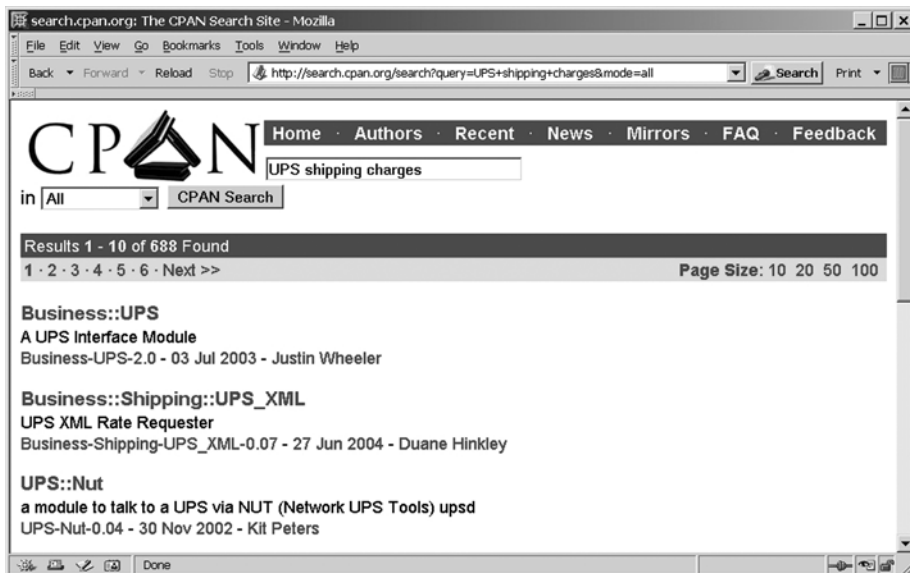 search.cpan.org: The CPAN Search Site - Mozilla
File Edit View Go Bookmarks Tools Window Help
Back Forward Reload Stop http://search.cpan.org/search?query=UPS+shipping+charges&mode=all Search Print
CPAN
Home · Authors · Recent · News · Mirrors · FAQ · Feedback
UPS shipping charges
in All CPAN Search
Results 1 - 10 of 688 Found
1 · 2 · 3 · 4 · 5 · 6 · Next >> Page Size: 10 20 50 100
Business::UPS
A UPS Interface Module
Business-UPS-2.0 - 03 Jul 2003 - Justin Wheeler
Business::Shipping::UPS_XML
UPS XML Rate Requester
Business-Shipping-UPS_XML-0.07 - 27 Jun 2004 - Duane Hinkley
UPS::Nut
a module to talk to a UPS via NUT (Network UPS Tools) upsd
UPS-Nut-0.04 - 30 Nov 2002 - Kit Peters
Done